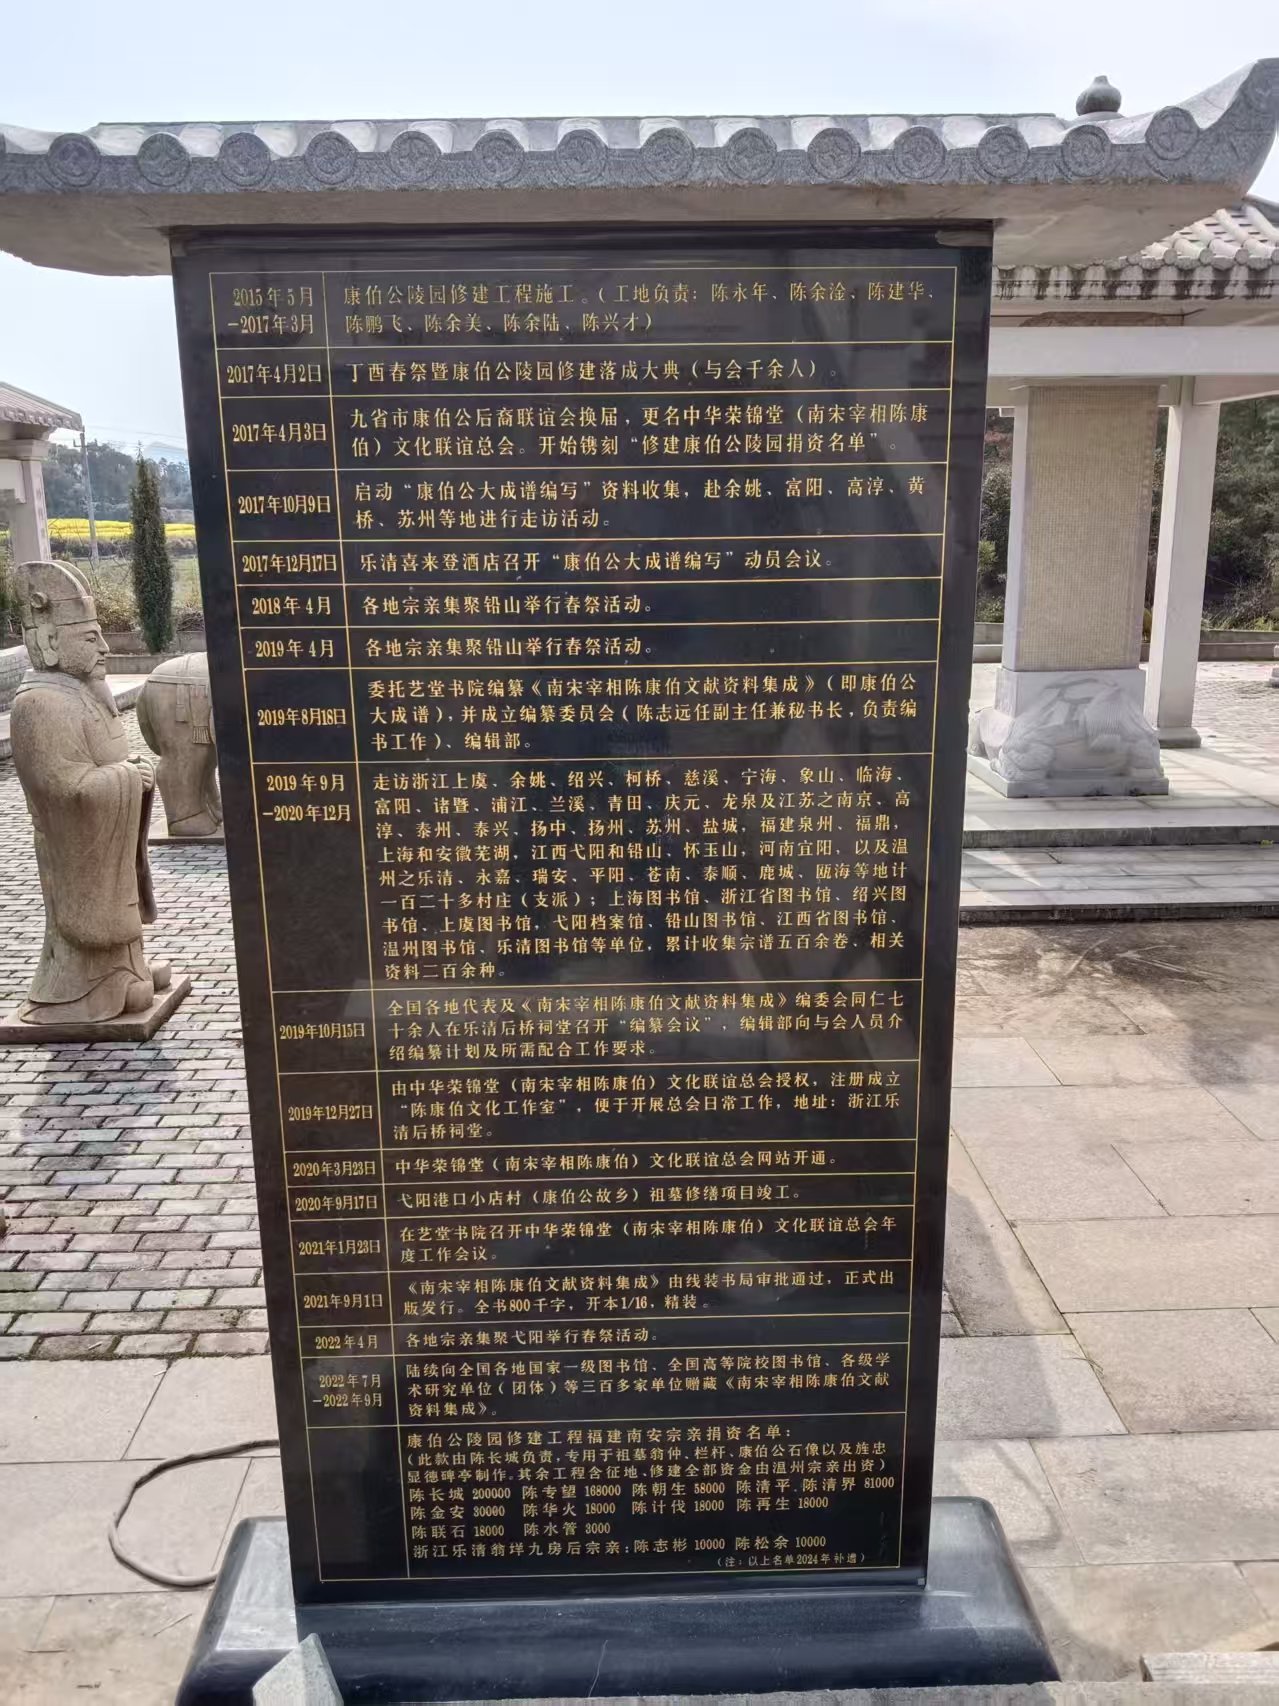 2015年5月
-2017年3月
康伯公陵园修建工程施工。（工地负责：陈永年、陈余淦、陈建华、
陈鹏飞、陈余美、陈余陆、陈兴才）
2017年4月2日
丁酉春祭暨康伯公陵园修建落成大典（与会千余人）。
2017年4月3日
九省市康伯公后裔联谊会换届，更名中华荣锦堂（南宋宰相陈康
伯）文化联谊总会。开始镌刻“修建康伯公陵园捐资名单”。
2017年10月9日
启动“康伯公大成谱编写”资料收集，赴余姚、富阳、高淳、黄
桥、苏州等地进行走访活动。
2017年12月17日
乐清喜来登酒店召开“康伯公大成谱编写”动员会议。
2018年4月
各地宗亲集聚铅山举行春祭活动。
2019年4月
各地宗亲集聚铅山举行春祭活动。
2019年8月18日
委托艺堂书院编纂《南宋宰相陈康伯文献资料集成》（即康伯公
大成谱），并成立编纂委员会（陈志远任副主任兼秘书长，负责编
书工作）、编辑部。
2019年9月
-2020年12月
走访浙江上虞、余姚、绍兴、柯桥、慈溪、宁海、象山、临海、
富阳、诸暨、浦江、兰溪、青田、庆元、龙泉及江苏之南京、高
淳、泰州、泰兴、扬中、扬州、苏州、盐城，福建泉州、福鼎，
上海和安徽芜湖，江西弋阳和铅山、怀玉山，河南宜阳，以及温
州之乐清、永嘉、瑞安、平阳、苍南、泰顺、鹿城、瓯海等地计
一百二十多村庄（支派）；上海图书馆、浙江省图书馆、绍兴图
书馆、上虞图书馆，弋阳档案馆、铅山图书馆、江西省图书馆、
温州图书馆、乐清图书馆等单位，累计收集宗谱五百余卷、相关
资料二百余种。
2019年10月15日
全国各地代表及《南宋宰相陈康伯文献资料集成》编委会同仁七
十余人在乐清后桥祠堂召开“编纂会议”，编辑部向与会人员介
绍编纂计划及所需配合工作要求。
2019年12月27日
由中华荣锦堂（南宋宰相陈康伯）文化联谊总会授权，注册成立
“陈康伯文化工作室”，便于开展总会日常工作，地址：浙江乐
清后桥祠堂。
2020年3月23日
中华荣锦堂（南宋宰相陈康伯）文化联谊总会网站开通。
2020年9月17日
弋阳港口小店村（康伯公故乡）祖墓修缮项目竣工。
2021年1月23日
在艺堂书院召开中华荣锦堂（南宋宰相陈康伯）文化联谊总会年
度工作会议。
2021年9月1日
《南宋宰相陈康伯文献资料集成》由线装书局审批通过，正式出
版发行。全书800千字，开本1/16，精装。
2022年4月
各地宗亲集聚弋阳举行春祭活动。
2022年7月
-2022年9月
陆续向全国各地国家一级图书馆、全国高等院校图书馆、各级学
术研究单位（团体）等三百多家单位赠藏《南宋宰相陈康伯文献
资料集成》。
康伯公陵园修建工程福建南安宗亲捐资名单：
（此款由陈长城负责，专用于祖墓翁仲、栏杆、康伯公石像以及旌忠
显德碑亭制作。其余工程含征地、修建全部资金由温州宗亲出资）
陈长城 200000 陈专望 168000 陈朝生 58000 陈清平、陈清界 81000
陈金安 30000 陈华火 18000 陈计伐 18000 陈再生 18000
陈联石 18000 陈水管 3000
浙江乐清翁垟九房后宗亲：陈志彬 10000 陈松余 10000
（注：以上名单2024年补遗）